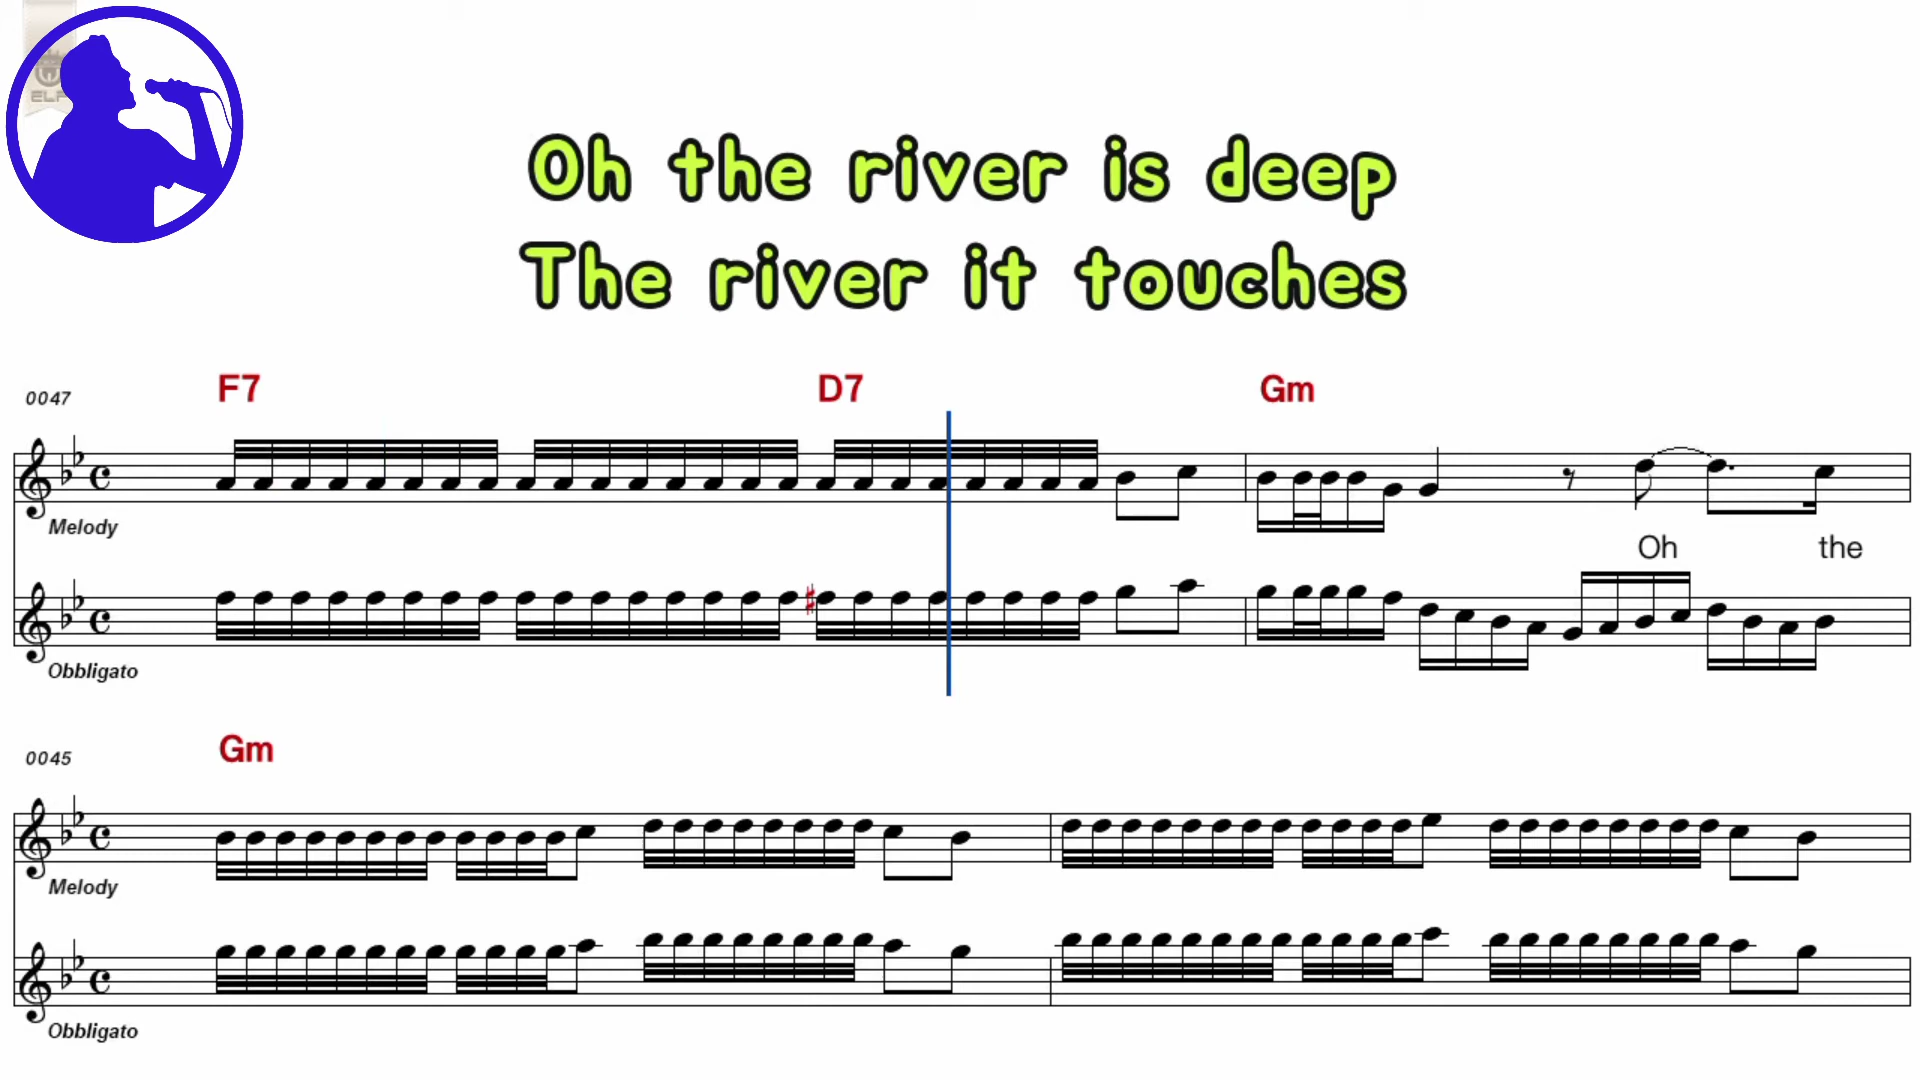 ELF
Oh the river is deep
The river it touches
0047
F7 D7 Gm
Melody
Oh the
Obbligato
0045
Gm
Melody
Obbligato